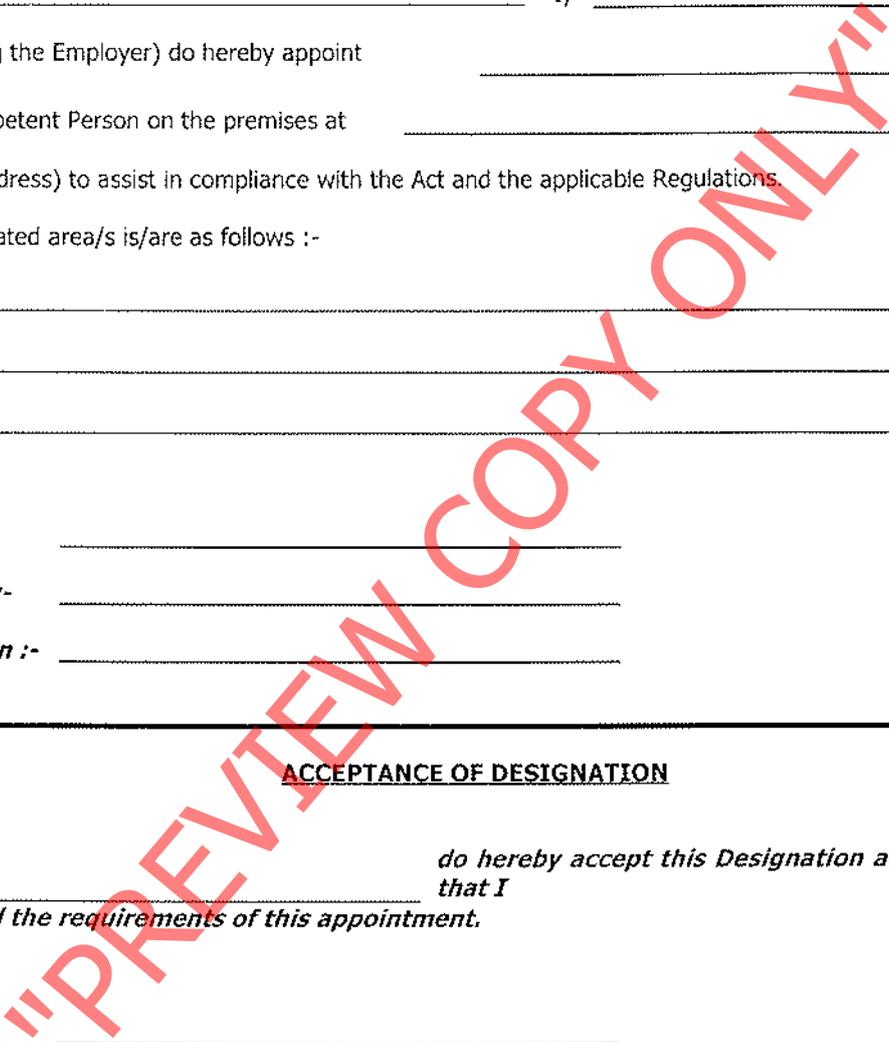 the Employer) do hereby appoint
petent Person on the premises at
dress) to assist in compliance with the Act and the applicable Regulations.
ated area/s is/are as follows :-
:-
n :-
ACCEPTANCE OF DESIGNATION
do hereby accept this Designation a
that I
the requirements of this appointment.
"PREVIEW COPY ONLY"